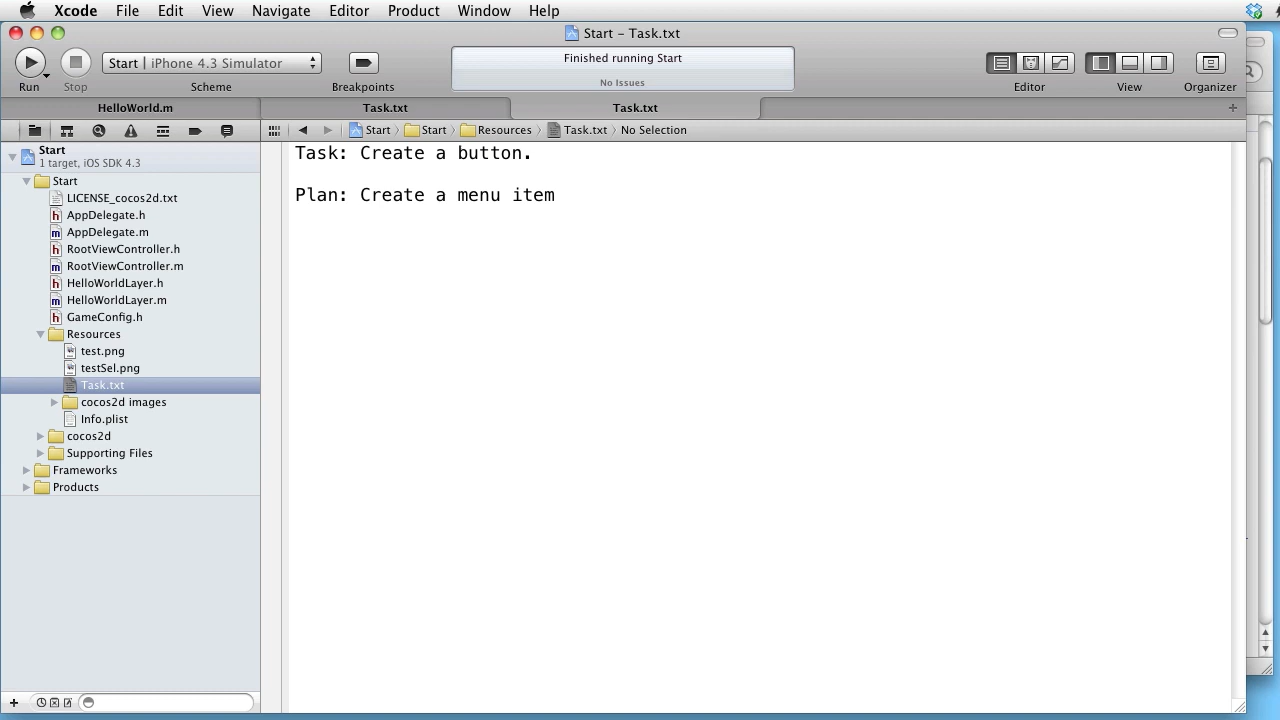 Xcode File Edit View Navigate Editor Product Window Help
Start – Task.txt
Start | iPhone 4.3 Simulator
Finished running Start
No Issues
Run Stop Scheme Breakpoints Editor View Organizer
HelloWorld.m Task.txt Task.txt
Start Start Resources Task.txt No Selection
Start
1 target, iOS SDK 4.3
Start
LICENSE_cocos2d.txt
AppDelegate.h
AppDelegate.m
RootViewController.h
RootViewController.m
HelloWorldLayer.h
HelloWorldLayer.m
GameConfig.h
Resources
test.png
testSel.png
Task.txt
cocos2d images
Info.plist
cocos2d
Supporting Files
Frameworks
Products
Task: Create a button.
Plan: Create a menu item